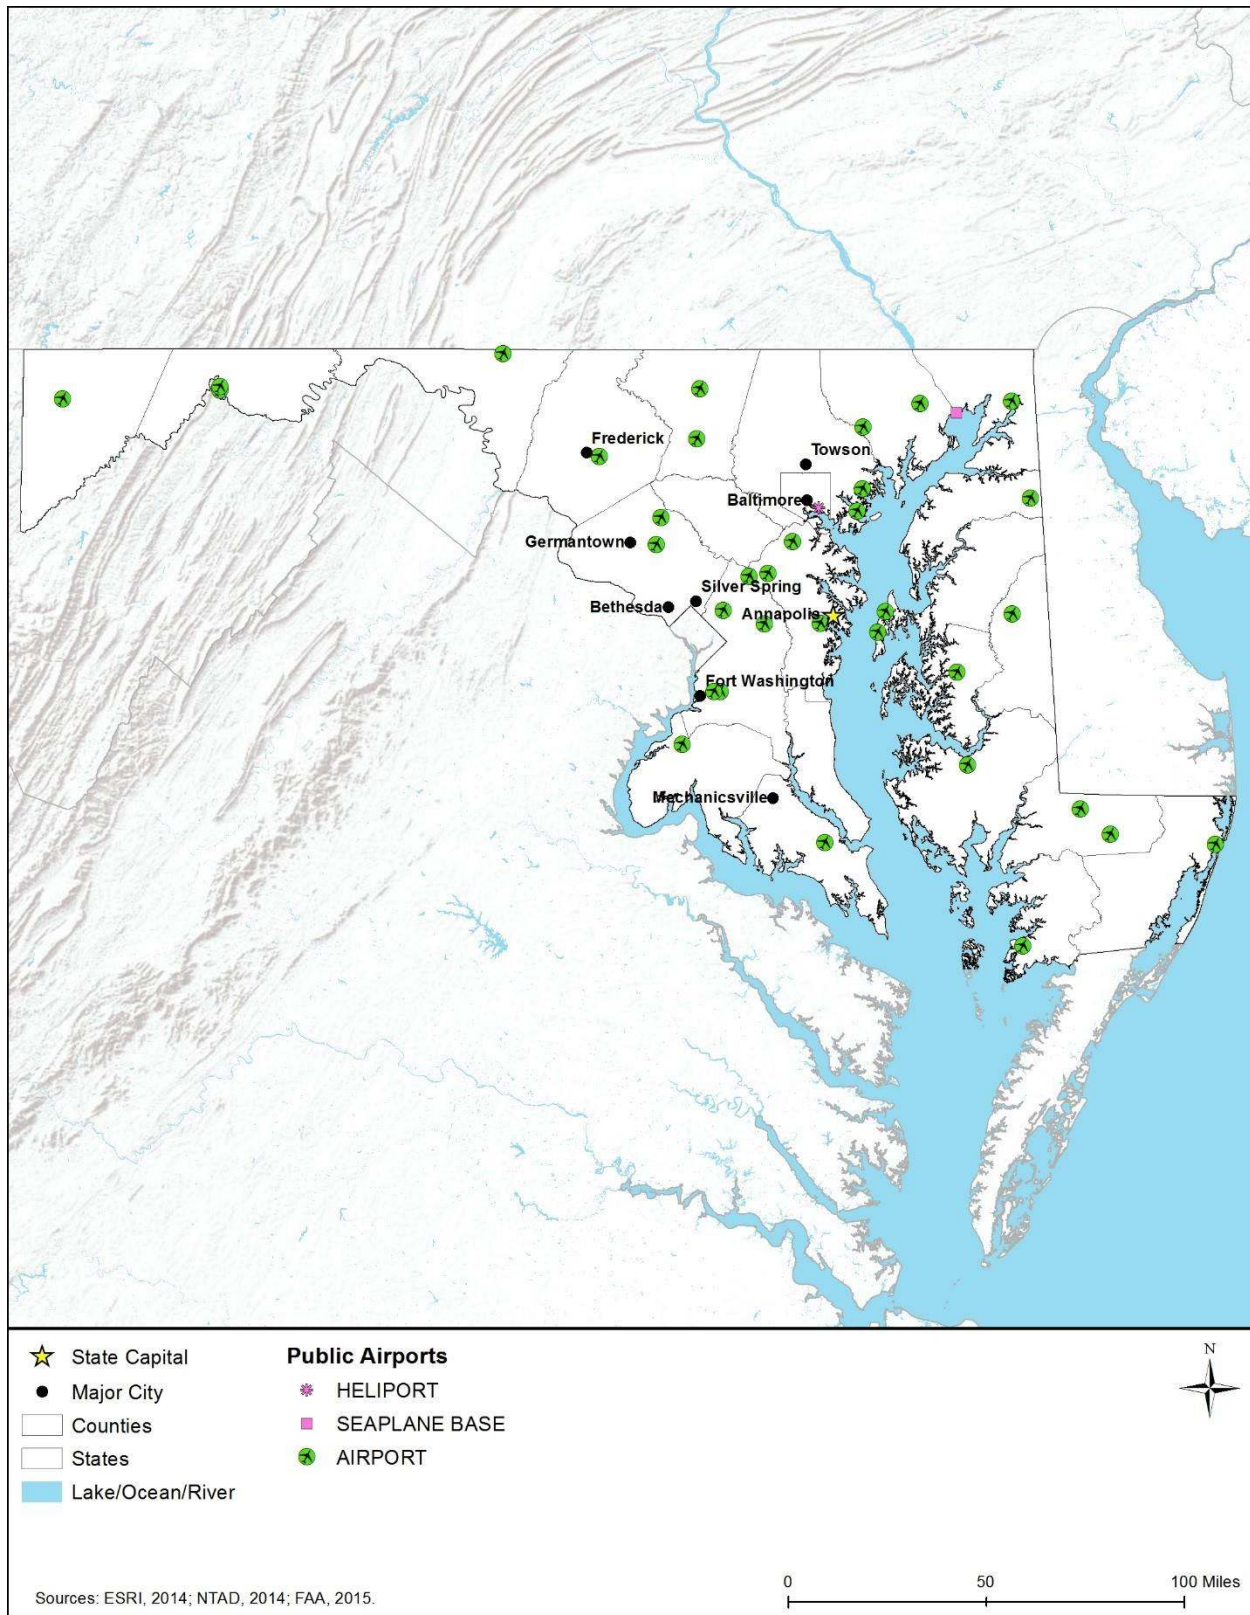 Frederick
Towson
Baltimore
Germantown
Silver Spring
Bethesda
Annapolis
Fort Washington
Mechanicsville
State Capital
Major City
Counties
States
Lake/Ocean/River
Public Airports
HELIPORT
SEAPLANE BASE
AIRPORT
N
Sources: ESRI, 2014; NTAD, 2014; FAA, 2015.
0 50 100 Miles